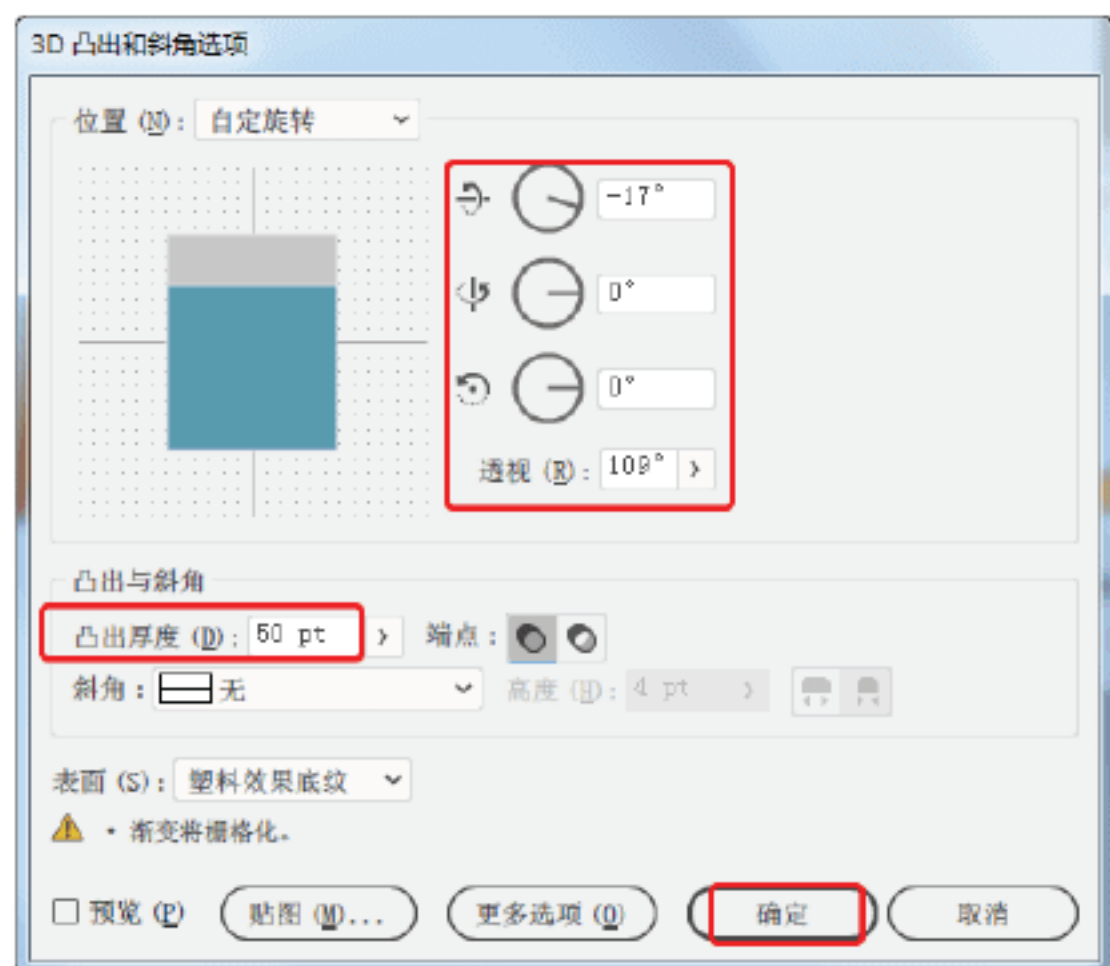 3D 凸出和斜角选项
位置 (N)： 自定旋转
-17°
0°
0°
透视 (R)： 109°
凸出与斜角
凸出厚度 (D)： 50 pt 端点：
斜角： 无 高度 (H)： 4 pt
表面 (S)： 塑料效果底纹
• 渐变将栅格化。
预览 (P) 贴图 (M)... 更多选项 (O) 确定 取消